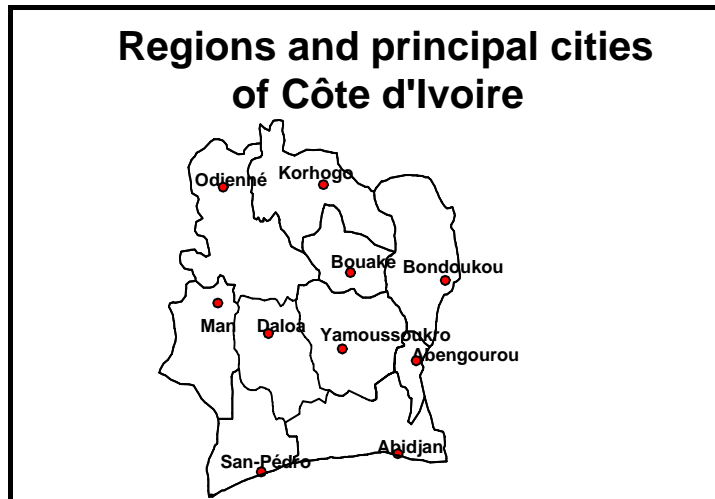 Regions and principal cities
of Côte d'Ivoire
Odienné
Korhogo
Bouaké
Bondoukou
Man
Daloa
Yamoussoukro
Abengourou
San-Pédro
Abidjan